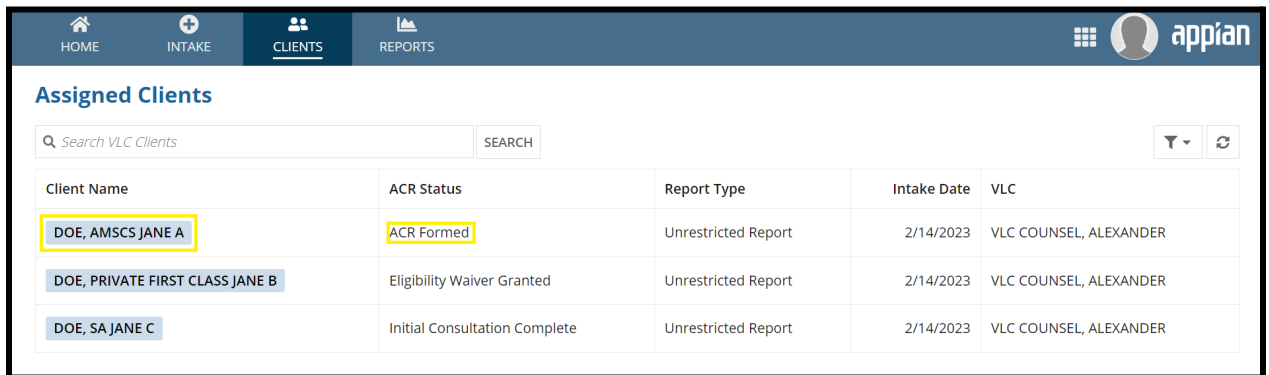 HOME INTAKE CLIENTS REPORTS appian
Assigned Clients
Search VLC Clients SEARCH
Client Name ACR Status Report Type Intake Date VLC
DOE, AMSCS JANE A ACR Formed Unrestricted Report 2/14/2023 VLC COUNSEL, ALEXANDER
DOE, PRIVATE FIRST CLASS JANE B Eligibility Waiver Granted Unrestricted Report 2/14/2023 VLC COUNSEL, ALEXANDER
DOE, SA JANE C Initial Consultation Complete Unrestricted Report 2/14/2023 VLC COUNSEL, ALEXANDER